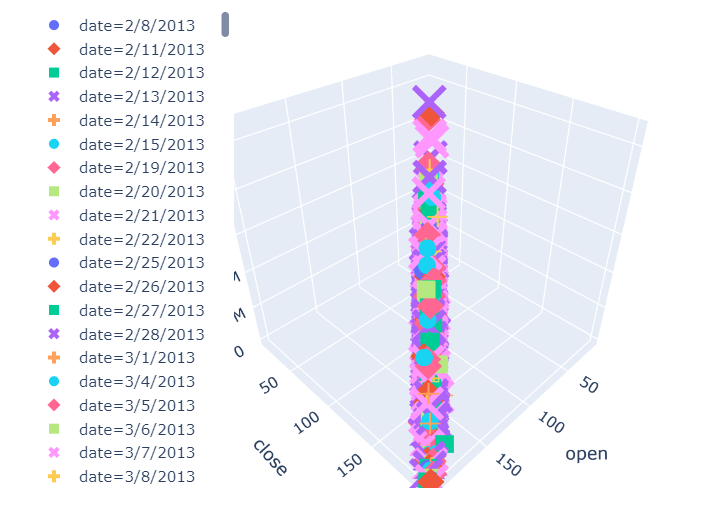 date=2/8/2013
date=2/11/2013
date=2/12/2013
date=2/13/2013
date=2/14/2013
date=2/15/2013
date=2/19/2013
date=2/20/2013
date=2/21/2013
date=2/22/2013
date=2/25/2013
date=2/26/2013
date=2/27/2013
date=2/28/2013
date=3/1/2013
date=3/4/2013
date=3/5/2013
date=3/6/2013
date=3/7/2013
date=3/8/2013
M
M
0
50
100
150
close
50
100
150
open